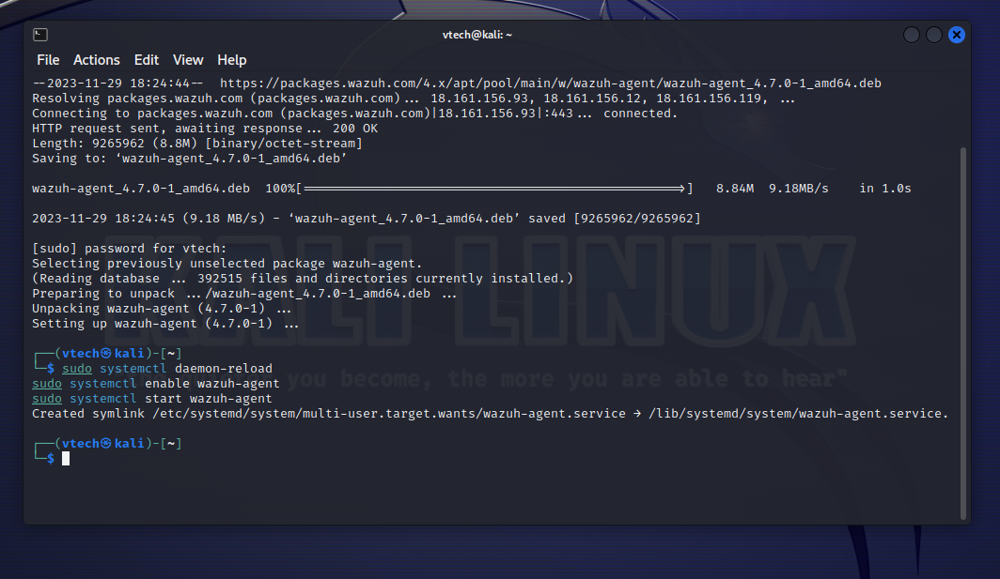 vtech@kali: ~
File Actions Edit View Help
--2023-11-29 18:24:44-- https://packages.wazuh.com/4.x/apt/pool/main/w/wazuh-agent/wazuh-agent_4.7.0-1_amd64.deb
Resolving packages.wazuh.com (packages.wazuh.com)... 18.161.156.93, 18.161.156.12, 18.161.156.119, ...
Connecting to packages.wazuh.com (packages.wazuh.com)|18.161.156.93|:443... connected.
HTTP request sent, awaiting response... 200 OK
Length: 9265962 (8.8M) [binary/octet-stream]
Saving to: ‘wazuh-agent_4.7.0-1_amd64.deb’
wazuh-agent_4.7.0-1_amd64.deb 100%[==================================================>] 8.84M 9.18MB/s in 1.0s
2023-11-29 18:24:45 (9.18 MB/s) - ‘wazuh-agent_4.7.0-1_amd64.deb’ saved [9265962/9265962]
[sudo] password for vtech:
Selecting previously unselected package wazuh-agent.
(Reading database ... 392515 files and directories currently installed.)
Preparing to unpack .../wazuh-agent_4.7.0-1_amd64.deb ...
Unpacking wazuh-agent (4.7.0-1) ...
Setting up wazuh-agent (4.7.0-1) ...
KALI LINUX
┌──(vtech㉿kali)-[~]
└─$ sudo systemctl daemon-reload
sudo systemctl enable wazuh-agent
you become, the more you are able to hear"
sudo systemctl start wazuh-agent
Created symlink /etc/systemd/system/multi-user.target.wants/wazuh-agent.service → /lib/systemd/system/wazuh-agent.service.
┌──(vtech㉿kali)-[~]
└─$